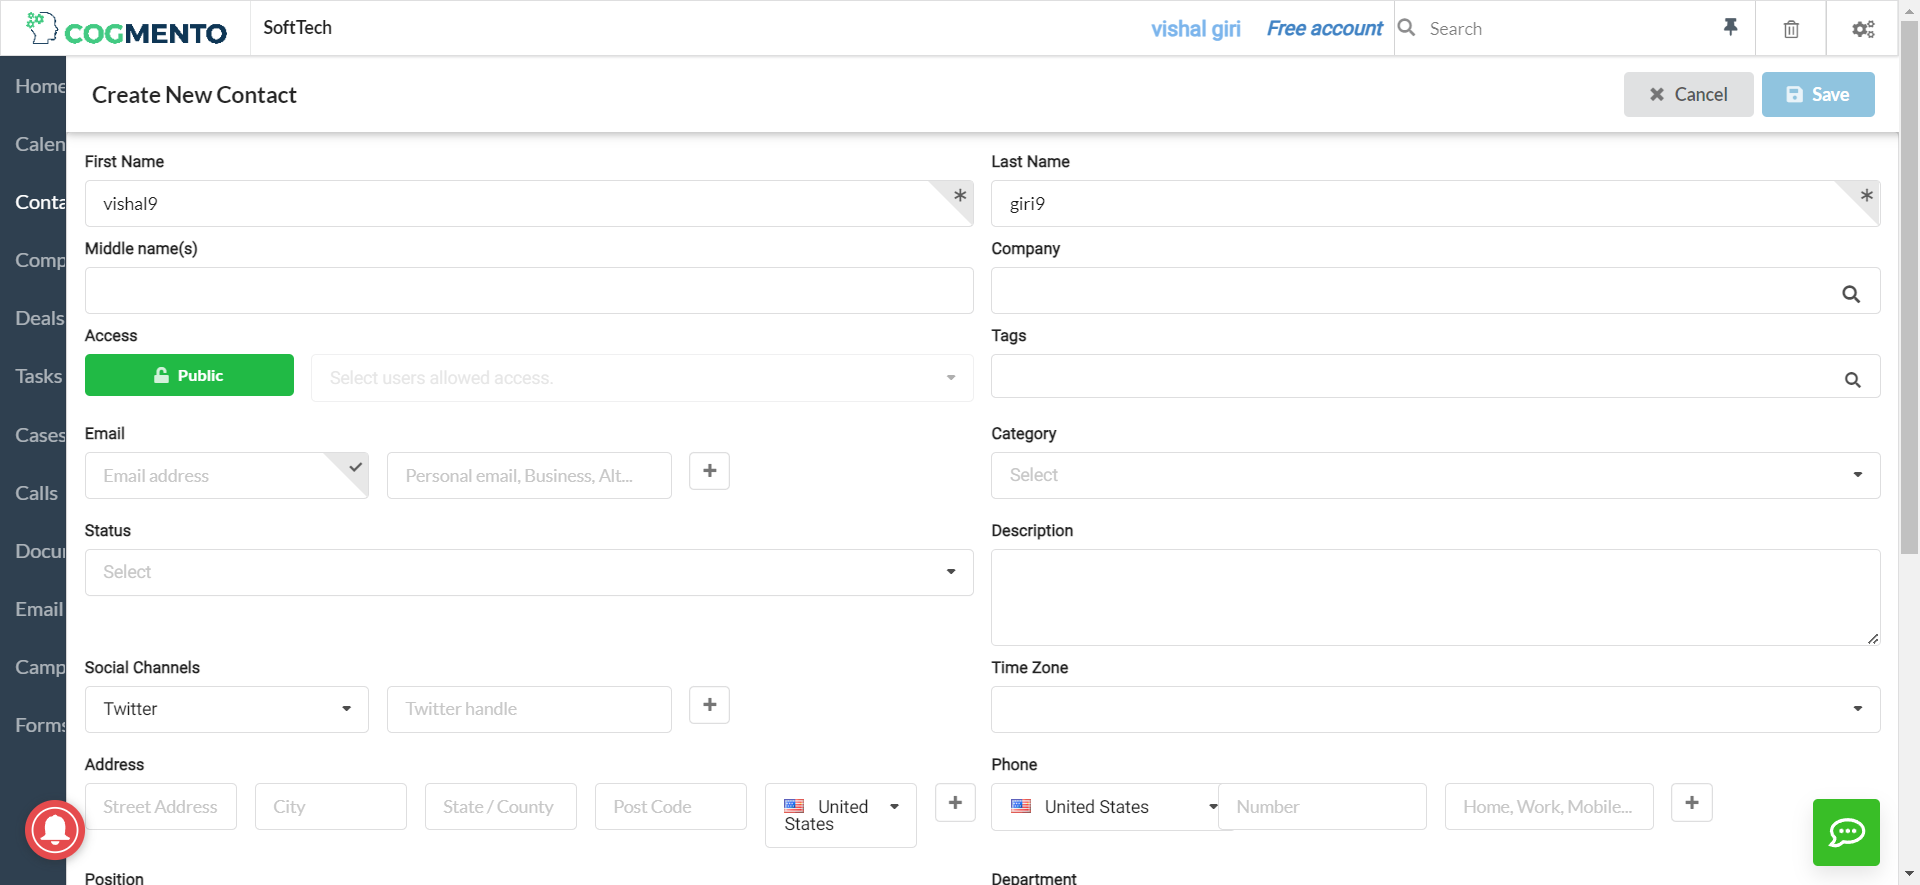 COGMENTO
SoftTech
vishal giri
Free account
Search
Home
Create New Contact
Cancel
Save
Calen
Conta
Comp
Deals
Tasks
Cases
Calls
Docu
Email
Camp
Forms
First Name
Last Name
vishal9
*
giri9
*
Middle name(s)
Company
Access
Tags
Public
Select users allowed access.
Email
Category
Email address
Personal email, Business, Alt...
Select
Status
Description
Select
Social Channels
Time Zone
Twitter
Twitter handle
Address
Phone
Street Address
City
State / County
Post Code
United States
United States
Number
Home, Work, Mobile...
Position
Department